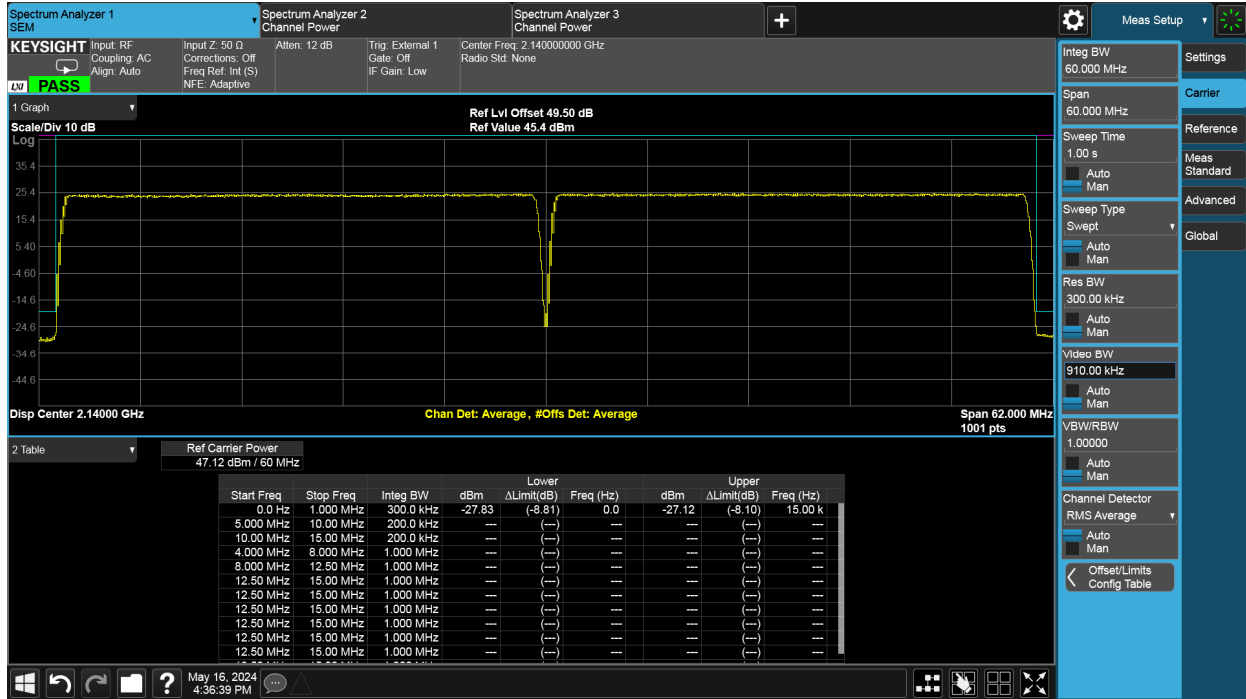 Spectrum Analyzer 1
SEM
Spectrum Analyzer 2
Channel Power
Spectrum Analyzer 3
Channel Power
Meas Setup
KEYSIGHT
LXI
PASS
Input: RF
Coupling: AC
Align: Auto
Input Z: 50 Ω
Corrections: Off
Freq Ref: Int (S)
NFE: Adaptive
Atten: 12 dB
Trig: External 1
Gate: Off
IF Gain: Low
Center Freq: 2.140000000 GHz
Radio Std: None
1 Graph
Scale/Div 10 dB
Log
Ref Lvl Offset 49.50 dB
Ref Value 45.4 dBm
35.4
25.4
15.4
5.40
-4.60
-14.6
-24.6
-34.6
-44.6
Disp Center 2.14000 GHz
Chan Det: Average, #Offs Det: Average
Span 62.000 MHz
1001 pts
2 Table
Ref Carrier Power
47.12 dBm / 60 MHz
Lower Upper
Start Freq Stop Freq Integ BW dBm ΔLimit(dB) Freq (Hz) dBm ΔLimit(dB) Freq (Hz)
0.0 Hz 1.000 MHz 300.0 kHz -27.83 (-8.81) 0.0 -27.12 (-8.10) 15.00 k
5.000 MHz 10.00 MHz 200.0 kHz --- (---) --- --- (---) ---
10.00 MHz 15.00 MHz 200.0 kHz --- (---) --- --- (---) ---
4.000 MHz 8.000 MHz 1.000 MHz --- (---) --- --- (---) ---
8.000 MHz 12.50 MHz 1.000 MHz --- (---) --- --- (---) ---
12.50 MHz 15.00 MHz 1.000 MHz --- (---) --- --- (---) ---
12.50 MHz 15.00 MHz 1.000 MHz --- (---) --- --- (---) ---
12.50 MHz 15.00 MHz 1.000 MHz --- (---) --- --- (---) ---
12.50 MHz 15.00 MHz 1.000 MHz --- (---) --- --- (---) ---
12.50 MHz 15.00 MHz 1.000 MHz --- (---) --- --- (---) ---
12.50 MHz 15.00 MHz 1.000 MHz --- (---) --- --- (---) ---
Integ BW
60.000 MHz
Span
60.000 MHz
Sweep Time
1.00 s
Auto
Man
Sweep Type
Swept
Auto
Man
Res BW
300.00 kHz
Auto
Man
Video BW
910.00 kHz
Auto
Man
VBW/RBW
1.00000
Auto
Man
Channel Detector
RMS Average
Auto
Man
Offset/Limits
Config Table
Settings
Carrier
Reference
Meas
Standard
Advanced
Global
?
May 16, 2024
4:36:39 PM